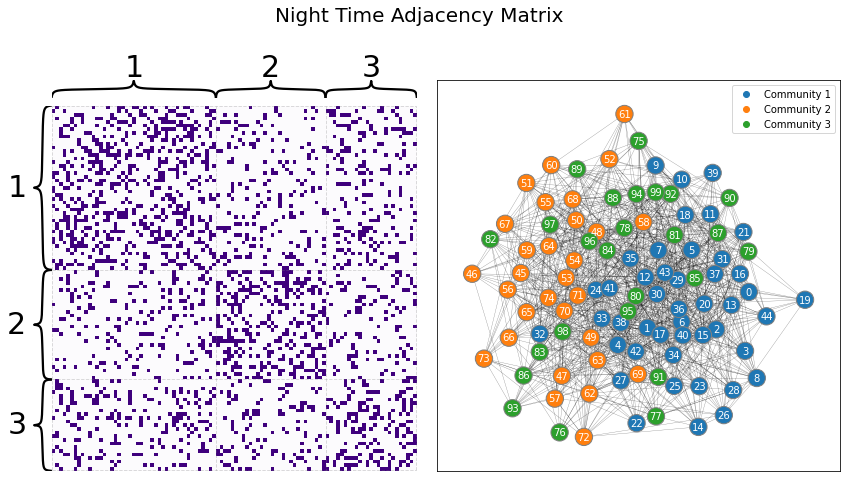 Night Time Adjacency Matrix
1 2 3
1
2
3
Community 1
Community 2
Community 3
61
75
52 9
60 89 39
10
51
68 88 94 99 92 90
55
18 11
67 50 58
97 48 78 81 87 21
82 96
59 64 84 7 5 79
54 35 31
46 45 53 12 43 29 85 37 16
56 24 41 0
74 71 80 30 19
65 70 95 36 20 13
33 38 6 44
32 98 1 17 40 15 2
66 49
83 4 42 34 3
73 63
86 47 69 91 8
27 25 23
57 62 28
93
22 77 26
76 72 14